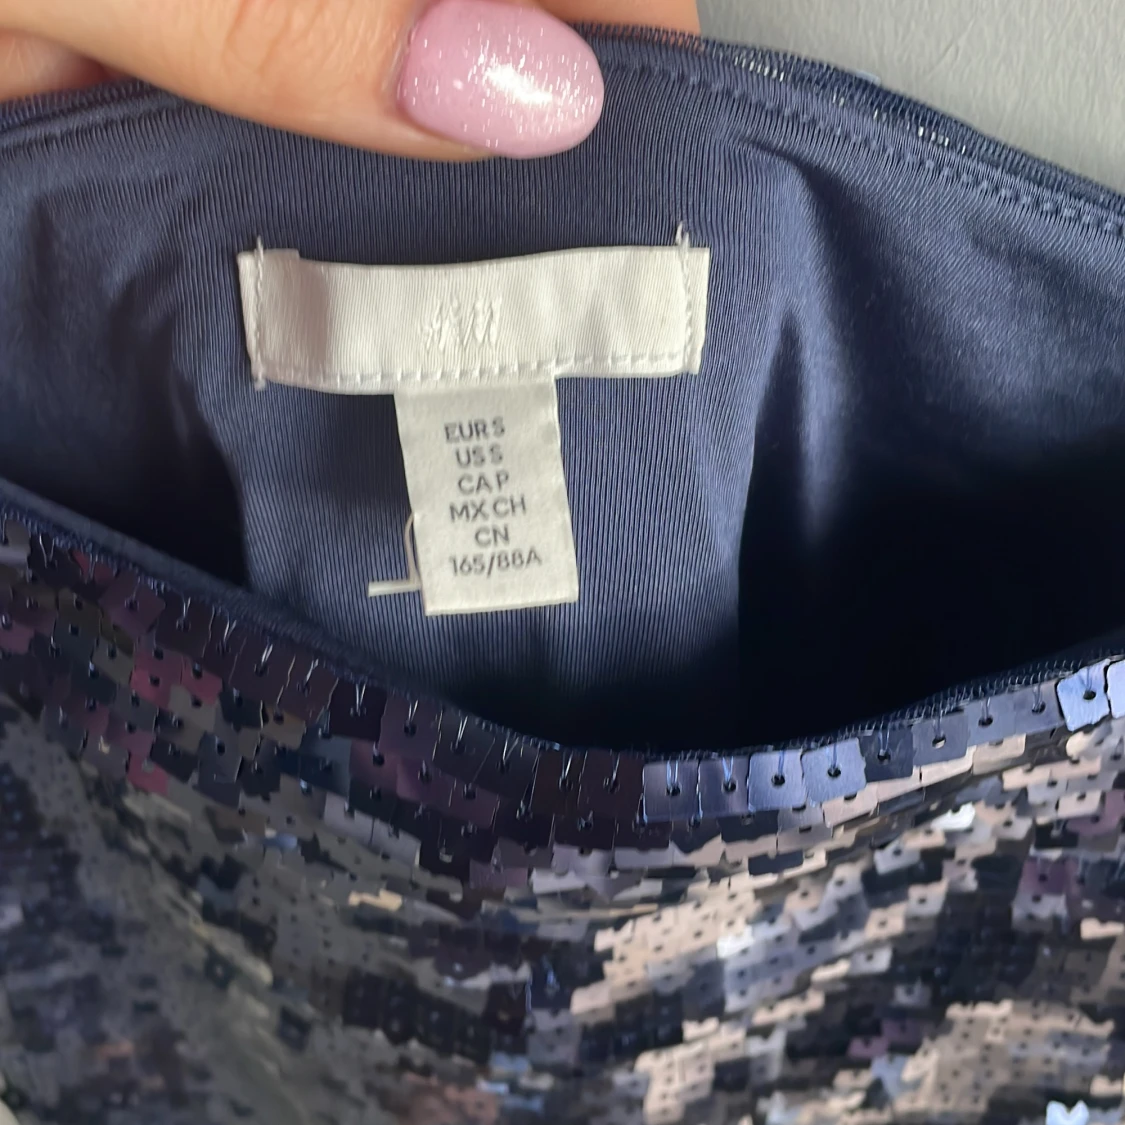 H&M
EUR S
US S
CA P
MX CH
CN
165/88A